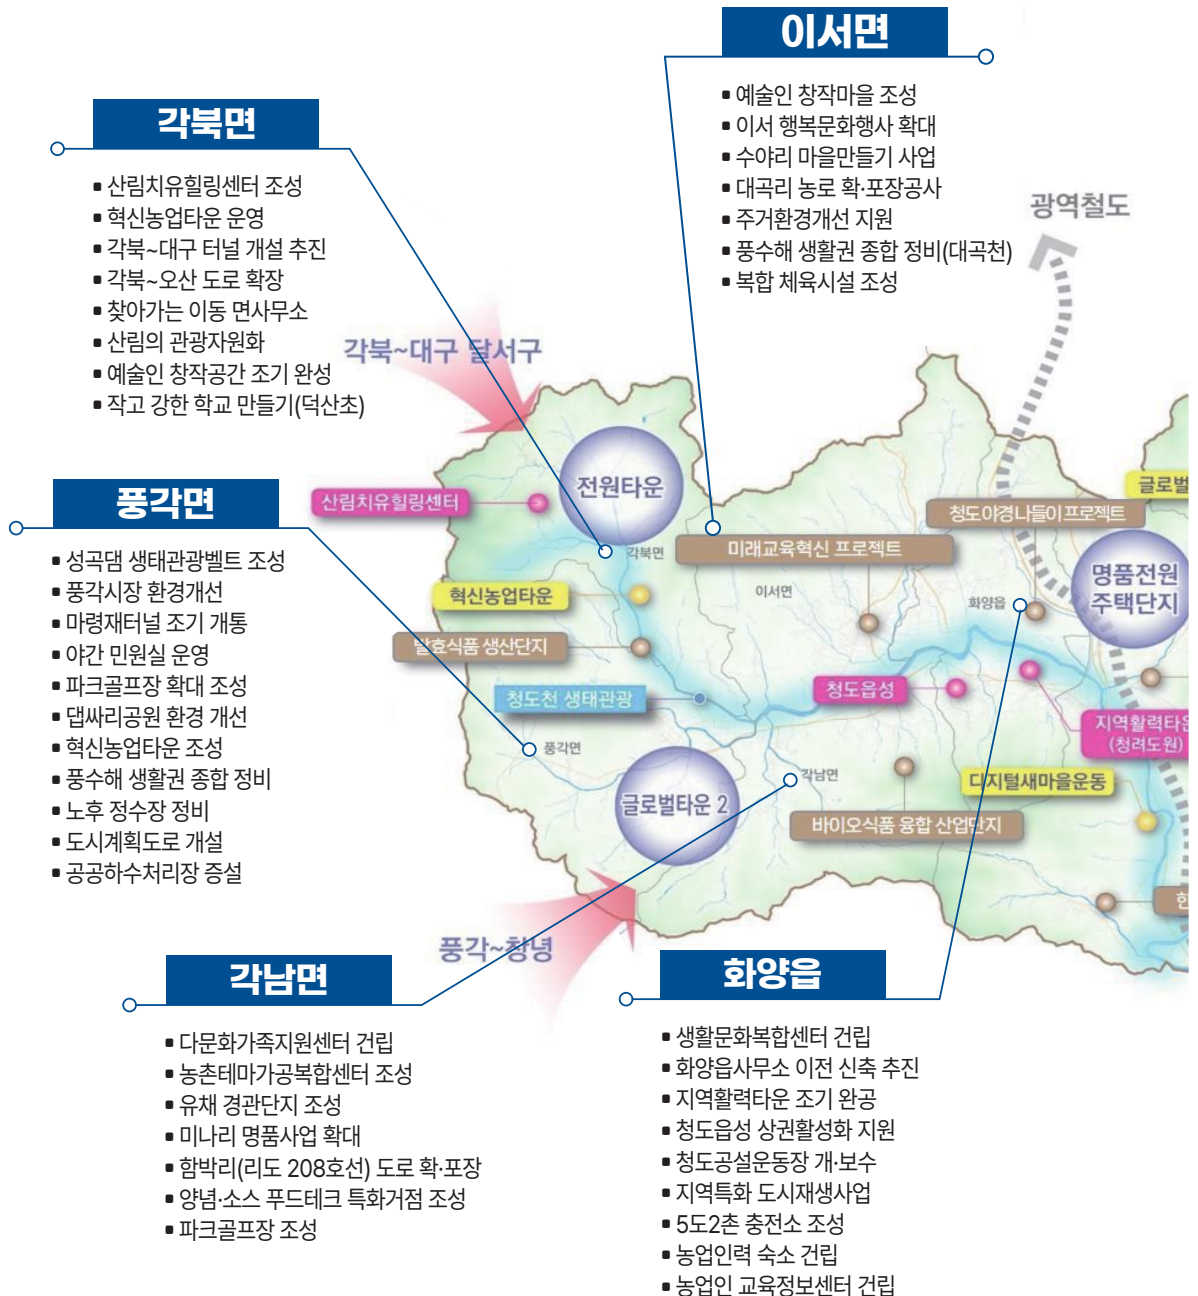 이서면
■ 예술인 창작마을 조성
■ 이서 행복문화행사 확대
■ 수야리 마을만들기 사업
■ 대곡리 농로 확·포장공사
■ 주거환경개선 지원
■ 풍수해 생활권 종합 정비(대곡천)
■ 복합 체육시설 조성
각북면
■ 산림치유힐링센터 조성
■ 혁신농업타운 운영
■ 각북~대구 터널 개설 추진
■ 각북~오산 도로 확장
■ 찾아가는 이동 면사무소
■ 산림의 관광자원화
■ 예술인 창작공간 조기 완성
■ 작고 강한 학교 만들기(덕산초)
풍각면
■ 성곡댐 생태관광벨트 조성
■ 풍각시장 환경개선
■ 마령재터널 조기 개통
■ 야간 민원실 운영
■ 파크골프장 확대 조성
■ 댑싸리공원 환경 개선
■ 혁신농업타운 조성
■ 풍수해 생활권 종합 정비
■ 노후 정수장 정비
■ 도시계획도로 개설
■ 공공하수처리장 증설
광역철도
각북~대구 달서구
전원타운
산림치유힐링센터
글로벌
청도야경나들이프로젝트
각북면
미래교육혁신 프로젝트
명품전원
주택단지
이서면
혁신농업타운
화양읍
발효식품 생산단지
청도천 생태관광
청도읍성
지역활력타운
(청려도원)
풍각면
각남면
디지털새마을운동
글로벌타운 2
바이오식품 융합 산업단지
한
풍각~창녕
각남면
■ 다문화가족지원센터 건립
■ 농촌테마가공복합센터 조성
■ 유채 경관단지 조성
■ 미나리 명품사업 확대
■ 함박리(리도 208호선) 도로 확·포장
■ 양념·소스 푸드테크 특화거점 조성
■ 파크골프장 조성
화양읍
■ 생활문화복합센터 건립
■ 화양읍사무소 이전 신축 추진
■ 지역활력타운 조기 완공
■ 청도읍성 상권활성화 지원
■ 청도공설운동장 개·보수
■ 지역특화 도시재생사업
■ 5도2촌 충전소 조성
■ 농업인력 숙소 건립
■ 농업인 교육정보센터 건립